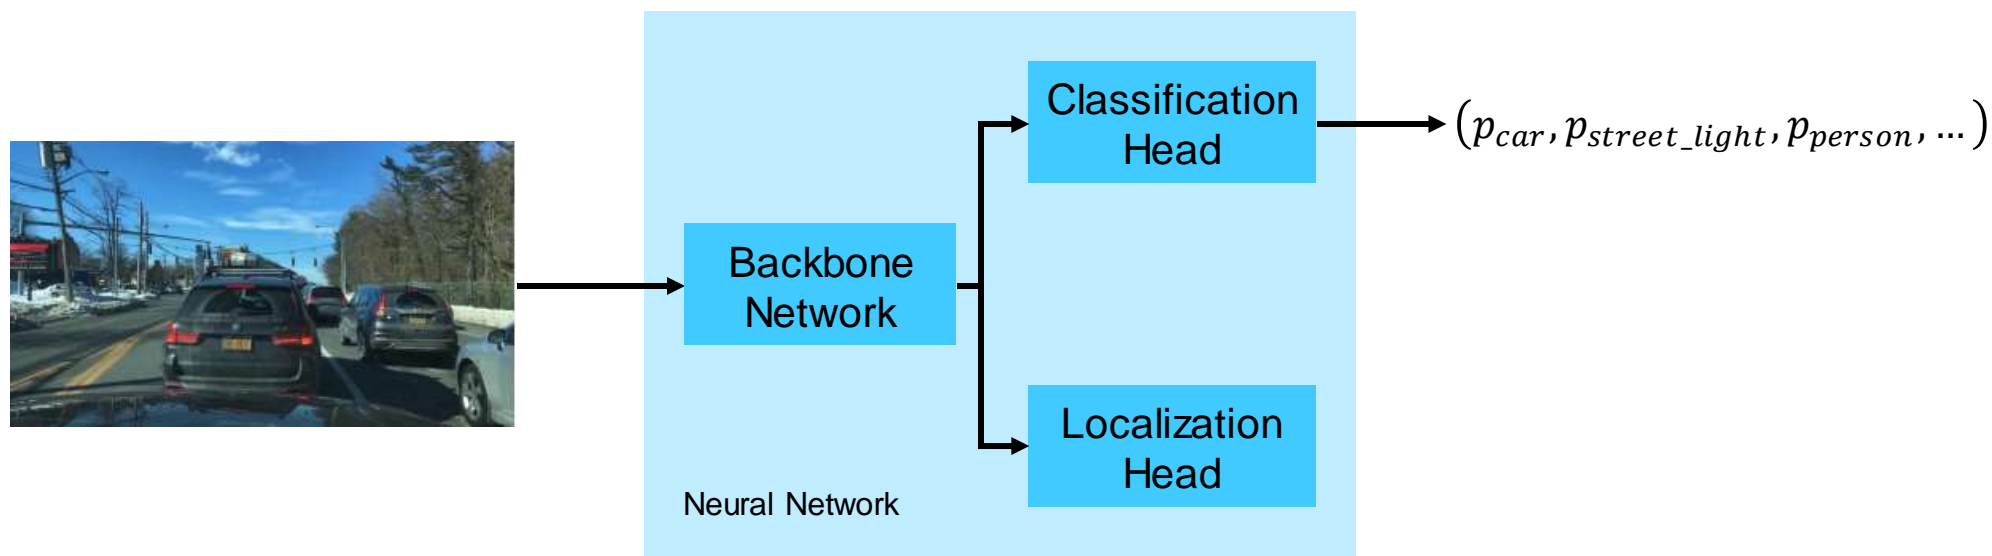 Classification
Head
(p_car, p_street_light, p_person, ...)
Backbone
Network
Localization
Head
Neural Network